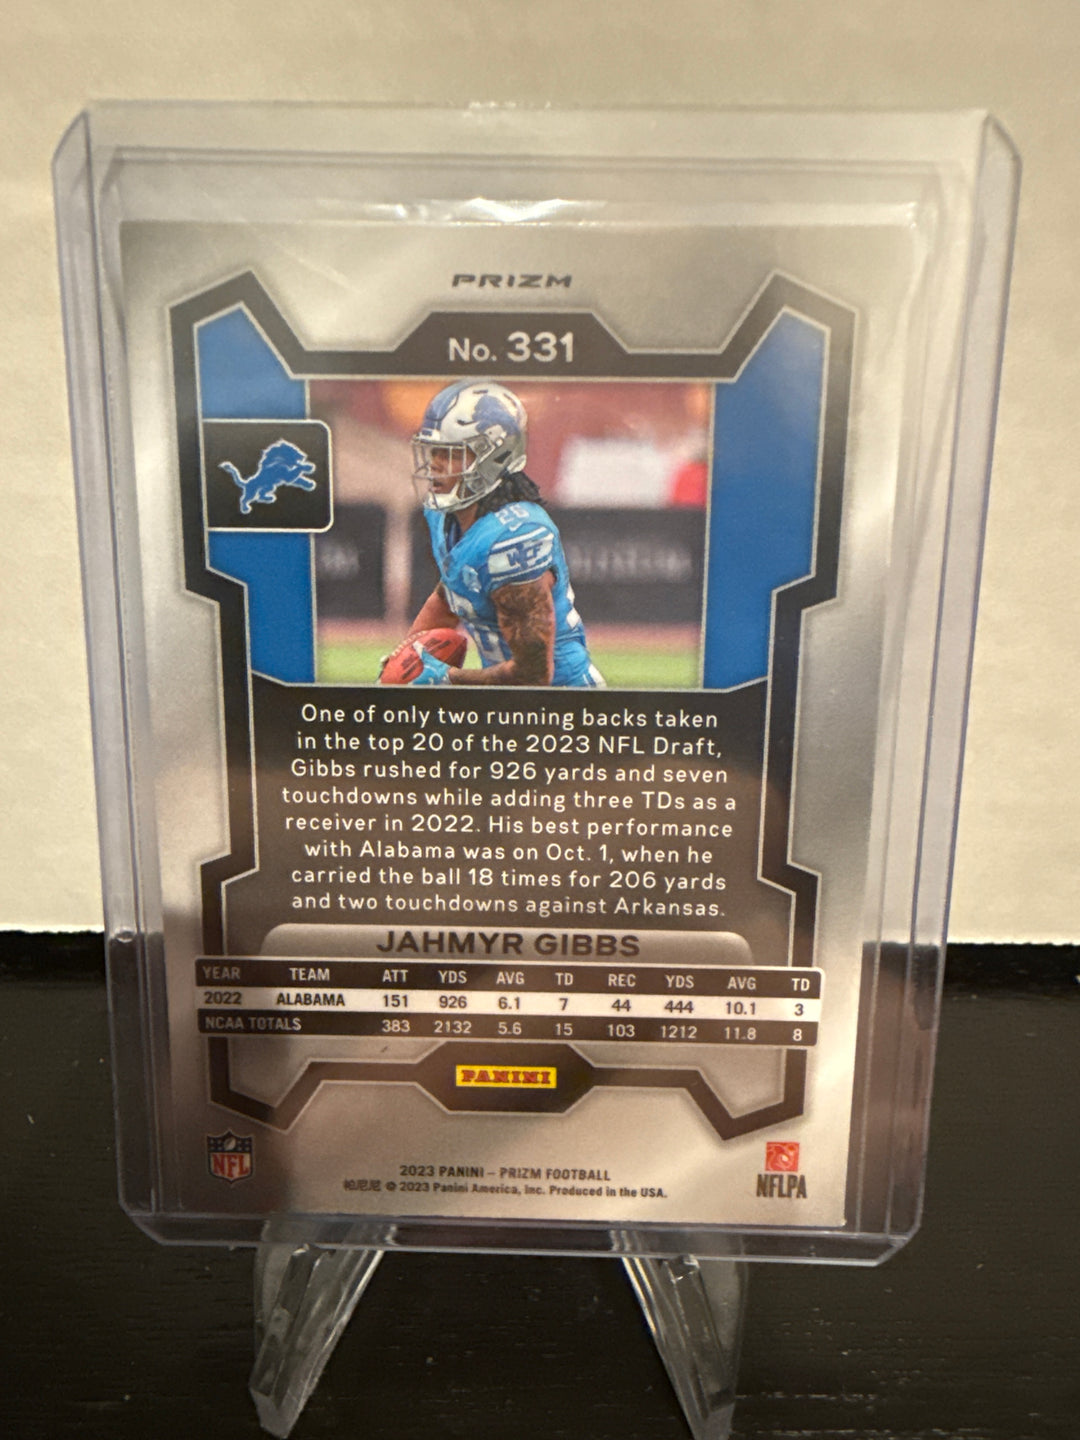 PRIZM
No. 331
26
WCF
One of only two running backs taken
in the top 20 of the 2023 NFL Draft,
Gibbs rushed for 926 yards and seven
touchdowns while adding three TDs as a
receiver in 2022. His best performance
with Alabama was on Oct. 1, when he
carried the ball 18 times for 206 yards
and two touchdowns against Arkansas.
JAHMYR GIBBS
YEAR TEAM ATT YDS AVG TD REC YDS AVG TD
2022 ALABAMA 151 926 6.1 7 44 444 10.1 3
NCAA TOTALS 383 2132 5.6 15 103 1212 11.8 8
PANINI
NFL
NFLPA
2023 PANINI – PRIZM FOOTBALL
帕尼尼 © 2023 Panini America, Inc. Produced in the USA.